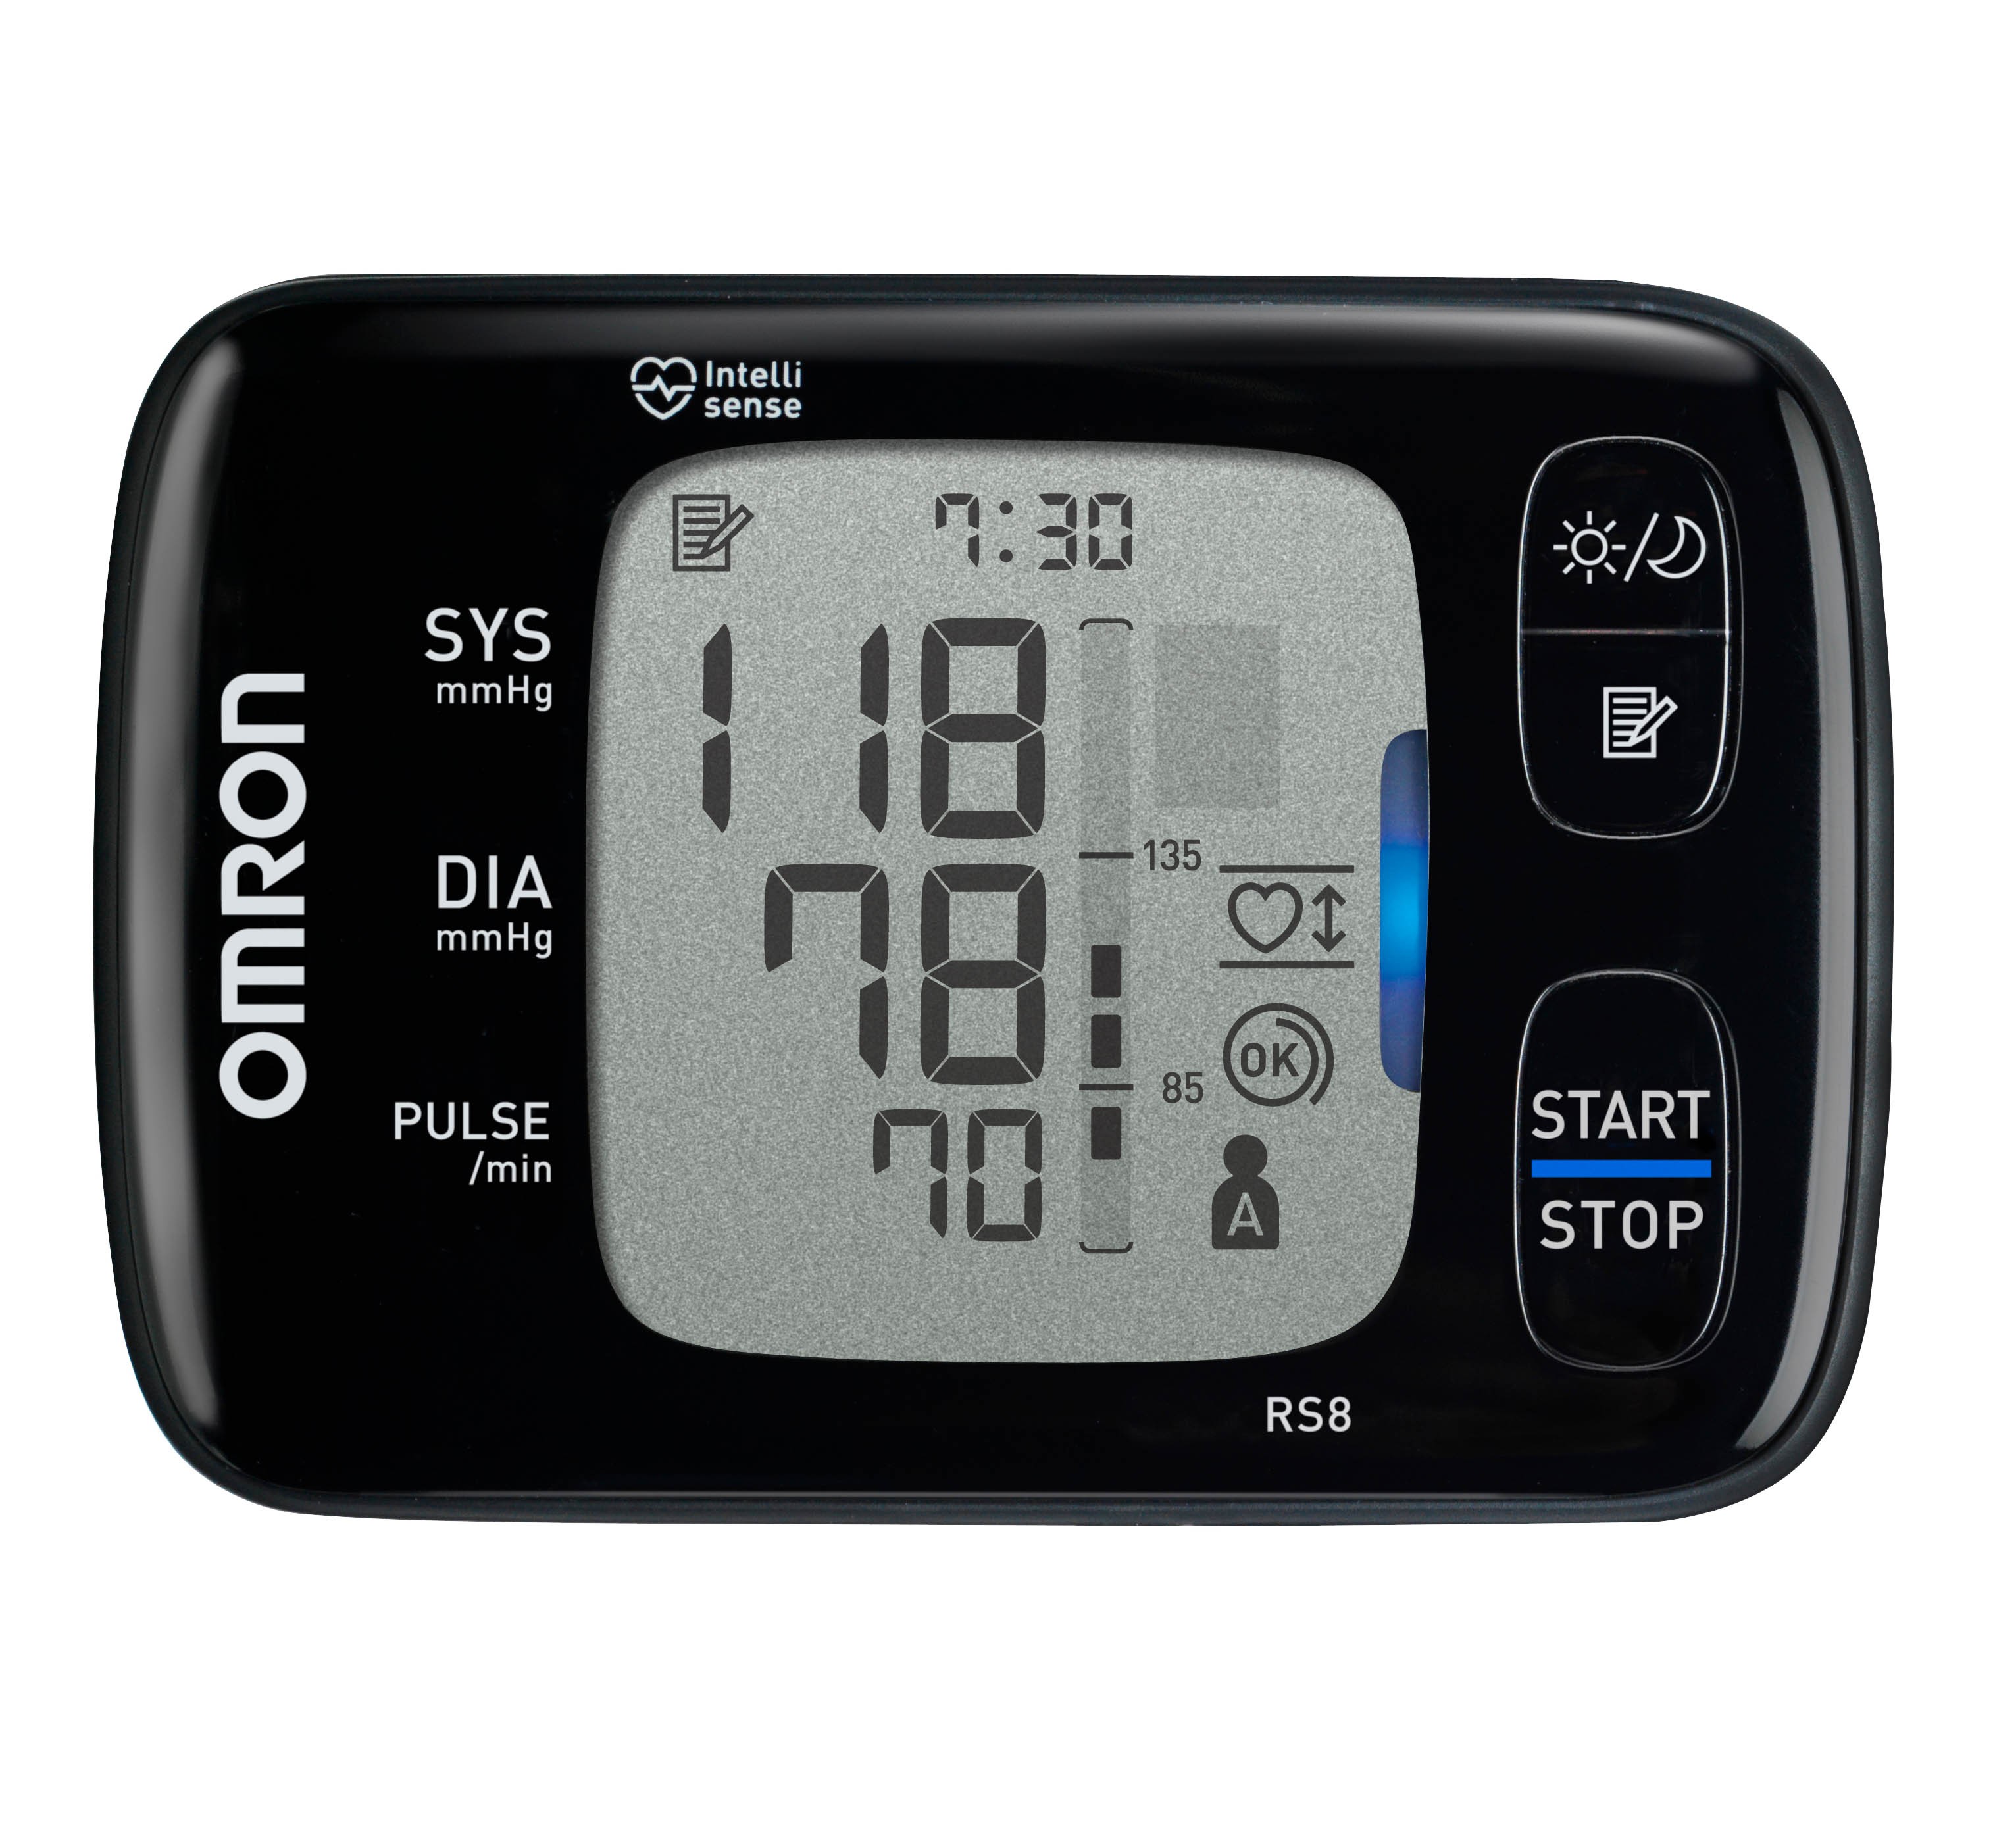 Intelli
sense
7:30
SYS
mmHg
118
135
DIA
mmHg
78
OK
85
PULSE
/min
70
A
OMRON
START
STOP
RS8